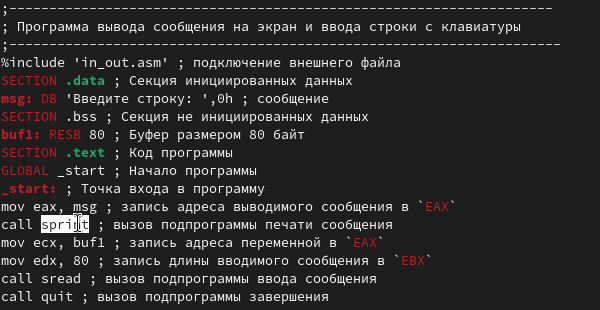 ;--------------------------------------------------------------------
; Программа вывода сообщения на экран и ввода строки с клавиатуры
;---------------------------------------------------------------------
%include 'in_out.asm' ; подключение внешнего файла
SECTION .data ; Секция инициированных данных
msg: DB 'Введите строку: ',0h ; сообщение
SECTION .bss ; Секция не инициированных данных
buf1: RESB 80 ; Буфер размером 80 байт
SECTION .text ; Код программы
GLOBAL _start ; Начало программы
_start: ; Точка входа в программу
mov eax, msg ; запись адреса выводимого сообщения в `EAX`
call sprint ; вызов подпрограммы печати сообщения
mov ecx, buf1 ; запись адреса переменной в `EAX`
mov edx, 80 ; запись длины вводимого сообщения в `EBX`
call sread ; вызов подпрограммы ввода сообщения
call quit ; вызов подпрограммы завершения